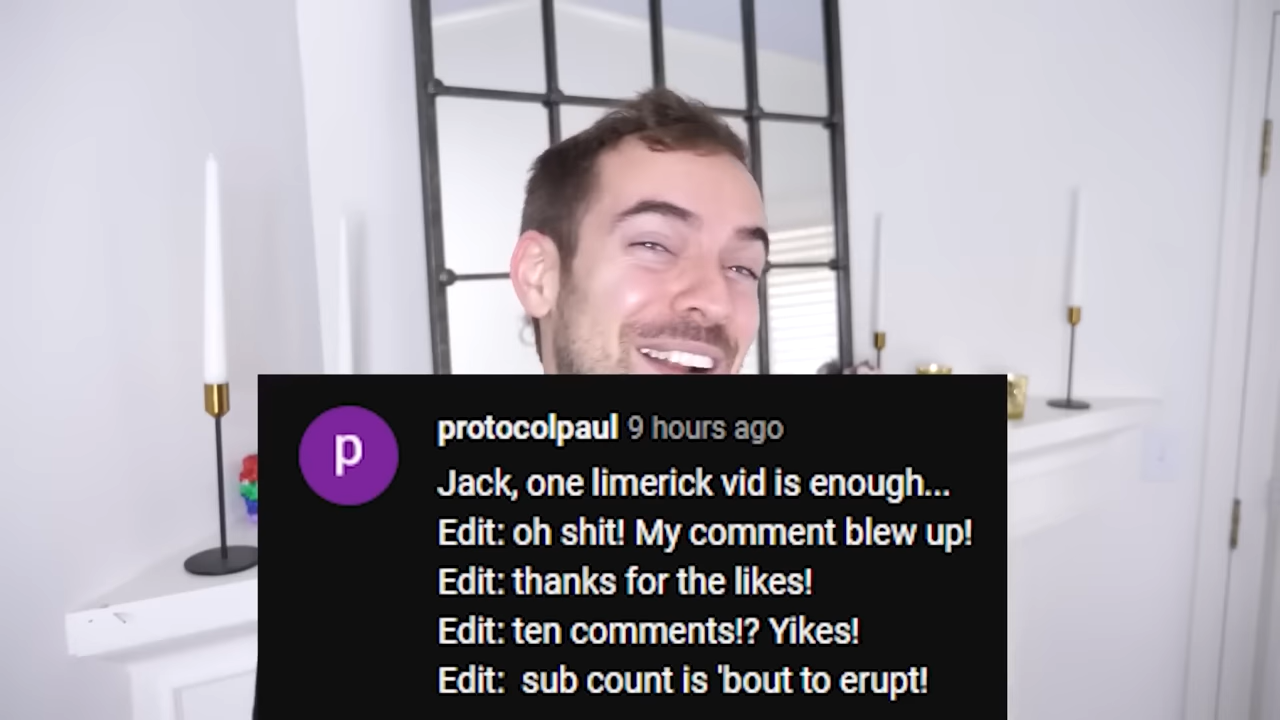 p
protocolpaul 9 hours ago
Jack, one limerick vid is enough...
Edit: oh shit! My comment blew up!
Edit: thanks for the likes!
Edit: ten comments!? Yikes!
Edit:  sub count is 'bout to erupt!